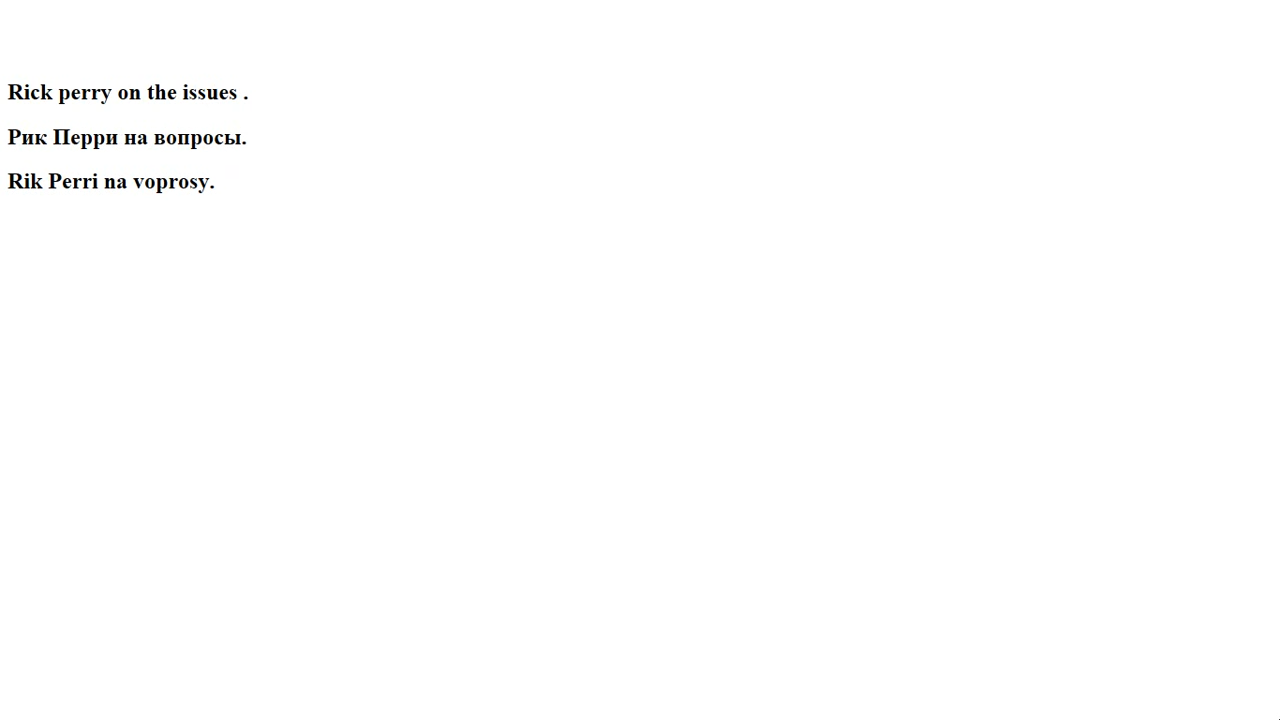 Rick perry on the issues .
Рик Перри на вопросы.
Rik Perri na voprosy.